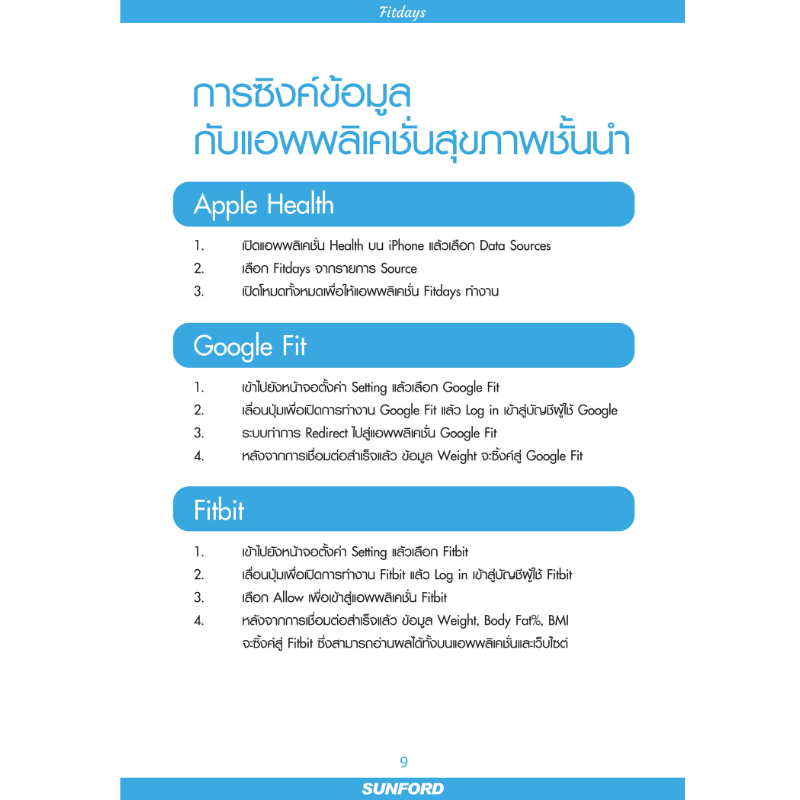 Fitdays
การซิงค์ข้อมูล
กับแอพพลิเคชั่นสุขภาพชั้นนำ
Apple Health
1. เปิดแอพพลิเคชั่น Health บน iPhone แล้วเลือก Data Sources
2. เลือก Fitdays จากรายการ Source
3. เปิดโหมดทั้งหมดเพื่อให้แอพพลิเคชั่น Fitdays ทำงาน
Google Fit
1. เข้าไปยังหน้าจอตั้งค่า Setting แล้วเลือก Google Fit
2. เลื่อนปุ่มเพื่อเปิดการทำงาน Google Fit แล้ว Log in เข้าสู่บัญชีผู้ใช้ Google
3. ระบบทำการ Redirect ไปสู่แอพพลิเคชั่น Google Fit
4. หลังจากการเชื่อมต่อสำเร็จแล้ว ข้อมูล Weight จะซิ้งค์สู่ Google Fit
Fitbit
1. เข้าไปยังหน้าจอตั้งค่า Setting แล้วเลือก Fitbit
2. เลื่อนปุ่มเพื่อเปิดการทำงาน Fitbit แล้ว Log in เข้าสู่บัญชีผู้ใช้ Fitbit
3. เลือก Allow เพื่อเข้าสู่แอพพลิเคชั่น Fitbit
4. หลังจากการเชื่อมต่อสำเร็จแล้ว ข้อมูล Weight, Body Fat%, BMI
จะซิ้งค์สู่ Fitbit ซึ่งสามารถอ่านผลได้ทั้งบนแอพพลิเคชั่นและเว็บไซต์
9
SUNFORD